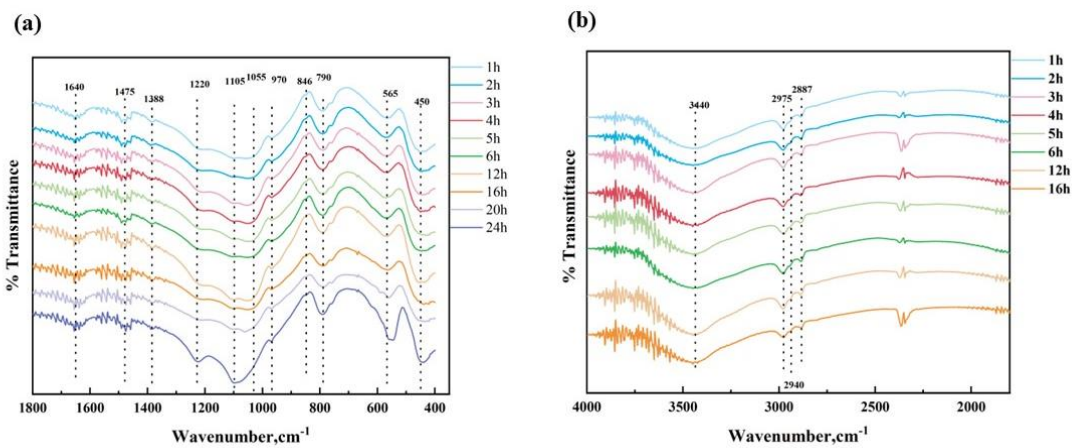 (a)
1640
1475
1388
1220
1105
1055
970
846
790
565
450
1h
2h
3h
4h
5h
6h
12h
16h
20h
24h
% Transmittance
1800
1600
1400
1200
1000
800
600
400
Wavenumber,cm⁻¹
(b)
3440
2975
2887
2940
1h
2h
3h
4h
5h
6h
12h
16h
% Transmittance
4000
3500
3000
2500
2000
Wavenumber,cm⁻¹